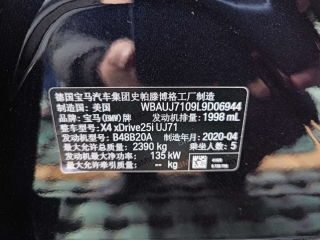 德国宝马汽车集团史帕滕博格工厂制造
制造国: 美国 WBAUJ7109L9D06944
品牌: 宝马(BMW)牌 发动机排量: 1998 mL
整车型号: X4 xDrive25i UJ71
发动机型号: B48B20A 制造年月: 2020-04
最大允许总质量: 2390 kg 乘坐人数: 5
发动机最大净功率: 135 kW
最大允许牵引质量: -- kg